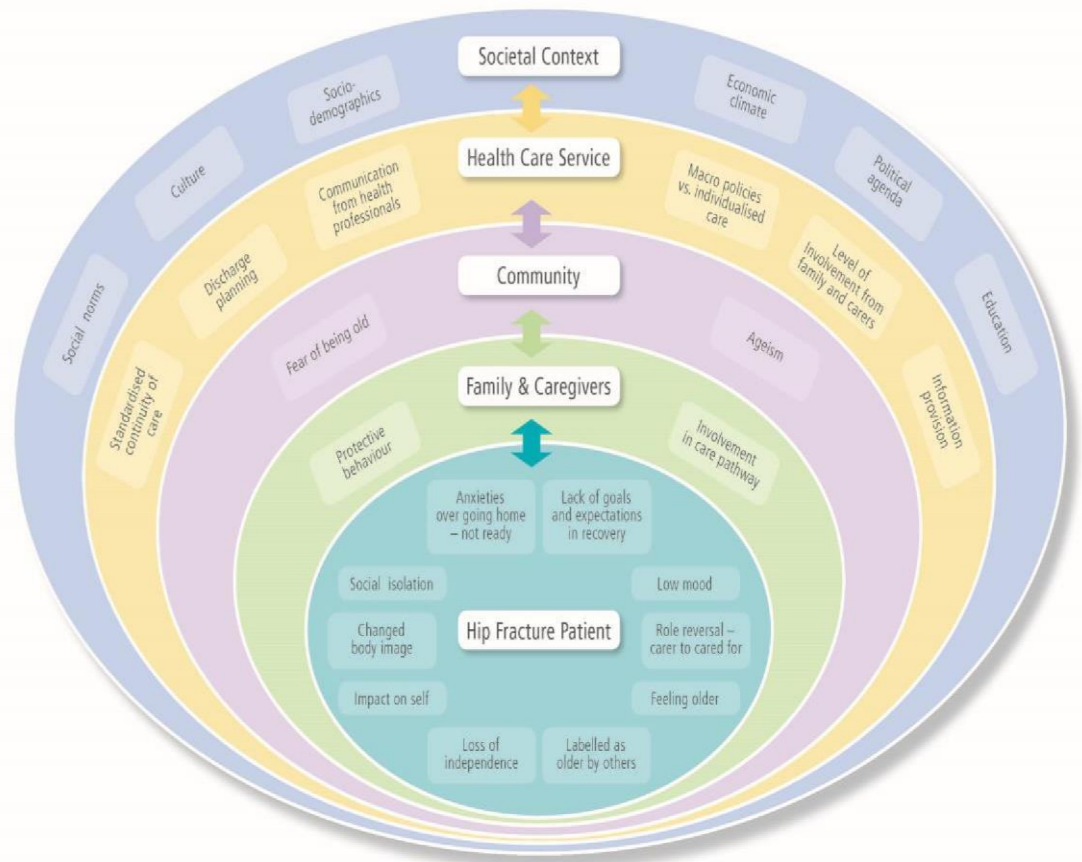 Societal Context
Socio-
demographics
Economic
climate
Culture
Political
agenda
Social norms
Education
Health Care Service
Communication
from health
professionals
Macro policies
vs. individualised
care
Discharge
planning
Level of
Involvement from
family and carers
Standardised
continuity of
care
Information
provision
Community
Fear of being old
Ageism
Family & Caregivers
Protective
behaviour
Involvement
in care pathway
Anxieties
over going home
– not ready
Lack of goals
and expectations
in recovery
Social isolation
Low mood
Changed
body image
Hip Fracture Patient
Role reversal –
carer to cared for
Impact on self
Feeling older
Loss of
independence
Labelled as
older by others